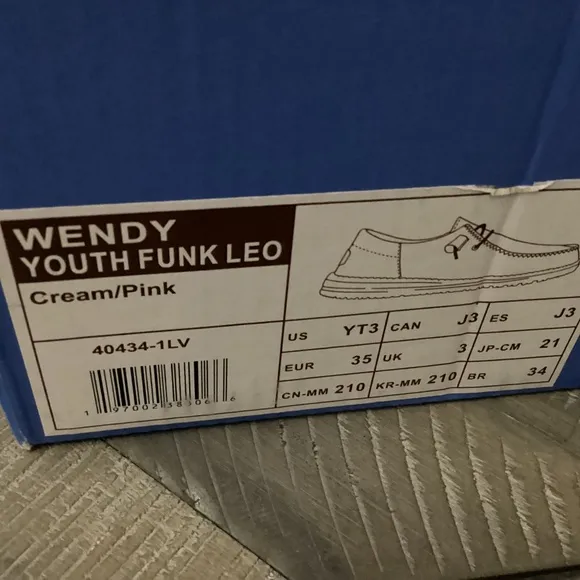 WENDY
YOUTH FUNK LEO
Cream/Pink
40434-1LV
US YT3 CAN J3 ES J3
EUR 35 UK 3 JP-CM 21
CN-MM 210 KR-MM 210 BR 34